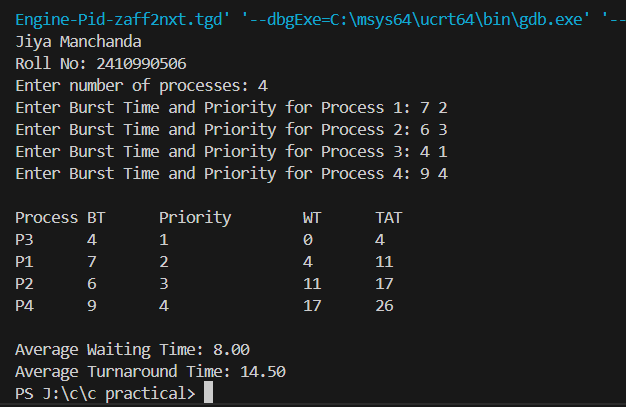 Engine-Pid-zaff2nxt.tgd' '--dbgExe=C:\msys64\ucrt64\bin\gdb.exe' '--
Jiya Manchanda
Roll No: 2410990506
Enter number of processes: 4
Enter Burst Time and Priority for Process 1: 7 2
Enter Burst Time and Priority for Process 2: 6 3
Enter Burst Time and Priority for Process 3: 4 1
Enter Burst Time and Priority for Process 4: 9 4
Process BT Priority WT TAT
P3 4 1 0 4
P1 7 2 4 11
P2 6 3 11 17
P4 9 4 17 26
Average Waiting Time: 8.00
Average Turnaround Time: 14.50
PS J:\c\c practical>